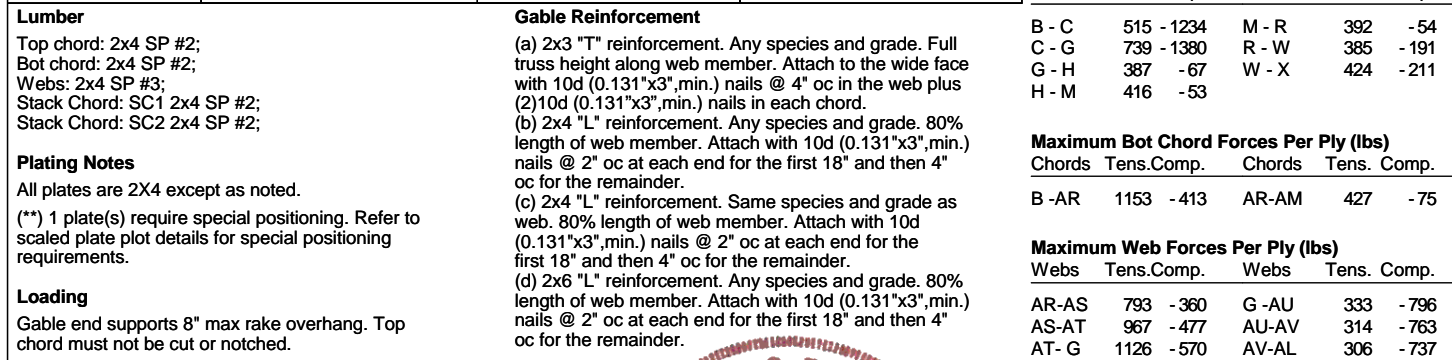 Lumber
Top chord: 2x4 SP #2;
Bot chord: 2x4 SP #2;
Webs: 2x4 SP #3;
Stack Chord: SC1 2x4 SP #2;
Stack Chord: SC2 2x4 SP #2;
Plating Notes
All plates are 2X4 except as noted.
(**) 1 plate(s) require special positioning. Refer to
scaled plate plot details for special positioning
requirements.
Loading
Gable end supports 8" max rake overhang. Top
chord must not be cut or notched.
Gable Reinforcement
(a) 2x3 "T" reinforcement. Any species and grade. Full
truss height along web member. Attach to the wide face
with 10d (0.131"x3",min.) nails @ 4" oc in the web plus
(2)10d (0.131"x3",min.) nails in each chord.
(b) 2x4 "L" reinforcement. Any species and grade. 80%
length of web member. Attach with 10d (0.131"x3",min.)
nails @ 2" oc at each end for the first 18" and then 4"
oc for the remainder.
(c) 2x4 "L" reinforcement. Same species and grade as
web. 80% length of web member. Attach with 10d
(0.131"x3",min.) nails @ 2" oc at each end for the
first 18" and then 4" oc for the remainder.
(d) 2x6 "L" reinforcement. Any species and grade. 80%
length of web member. Attach with 10d (0.131"x3",min.)
nails @ 2" oc at each end for the first 18" and then 4"
oc for the remainder.
B - C 515 - 1234 M - R 392 - 54
C - G 739 - 1380 R - W 385 - 191
G - H 387 - 67 W - X 424 - 211
H - M 416 - 53
Maximum Bot Chord Forces Per Ply (lbs)
Chords Tens.Comp. Chords Tens. Comp.
B -AR 1153 - 413 AR-AM 427 - 75
Maximum Web Forces Per Ply (lbs)
Webs Tens.Comp. Webs Tens. Comp.
AR-AS 793 - 360 G -AU 333 - 796
AS-AT 967 - 477 AU-AV 314 - 763
AT- G 1126 - 570 AV-AL 306 - 737